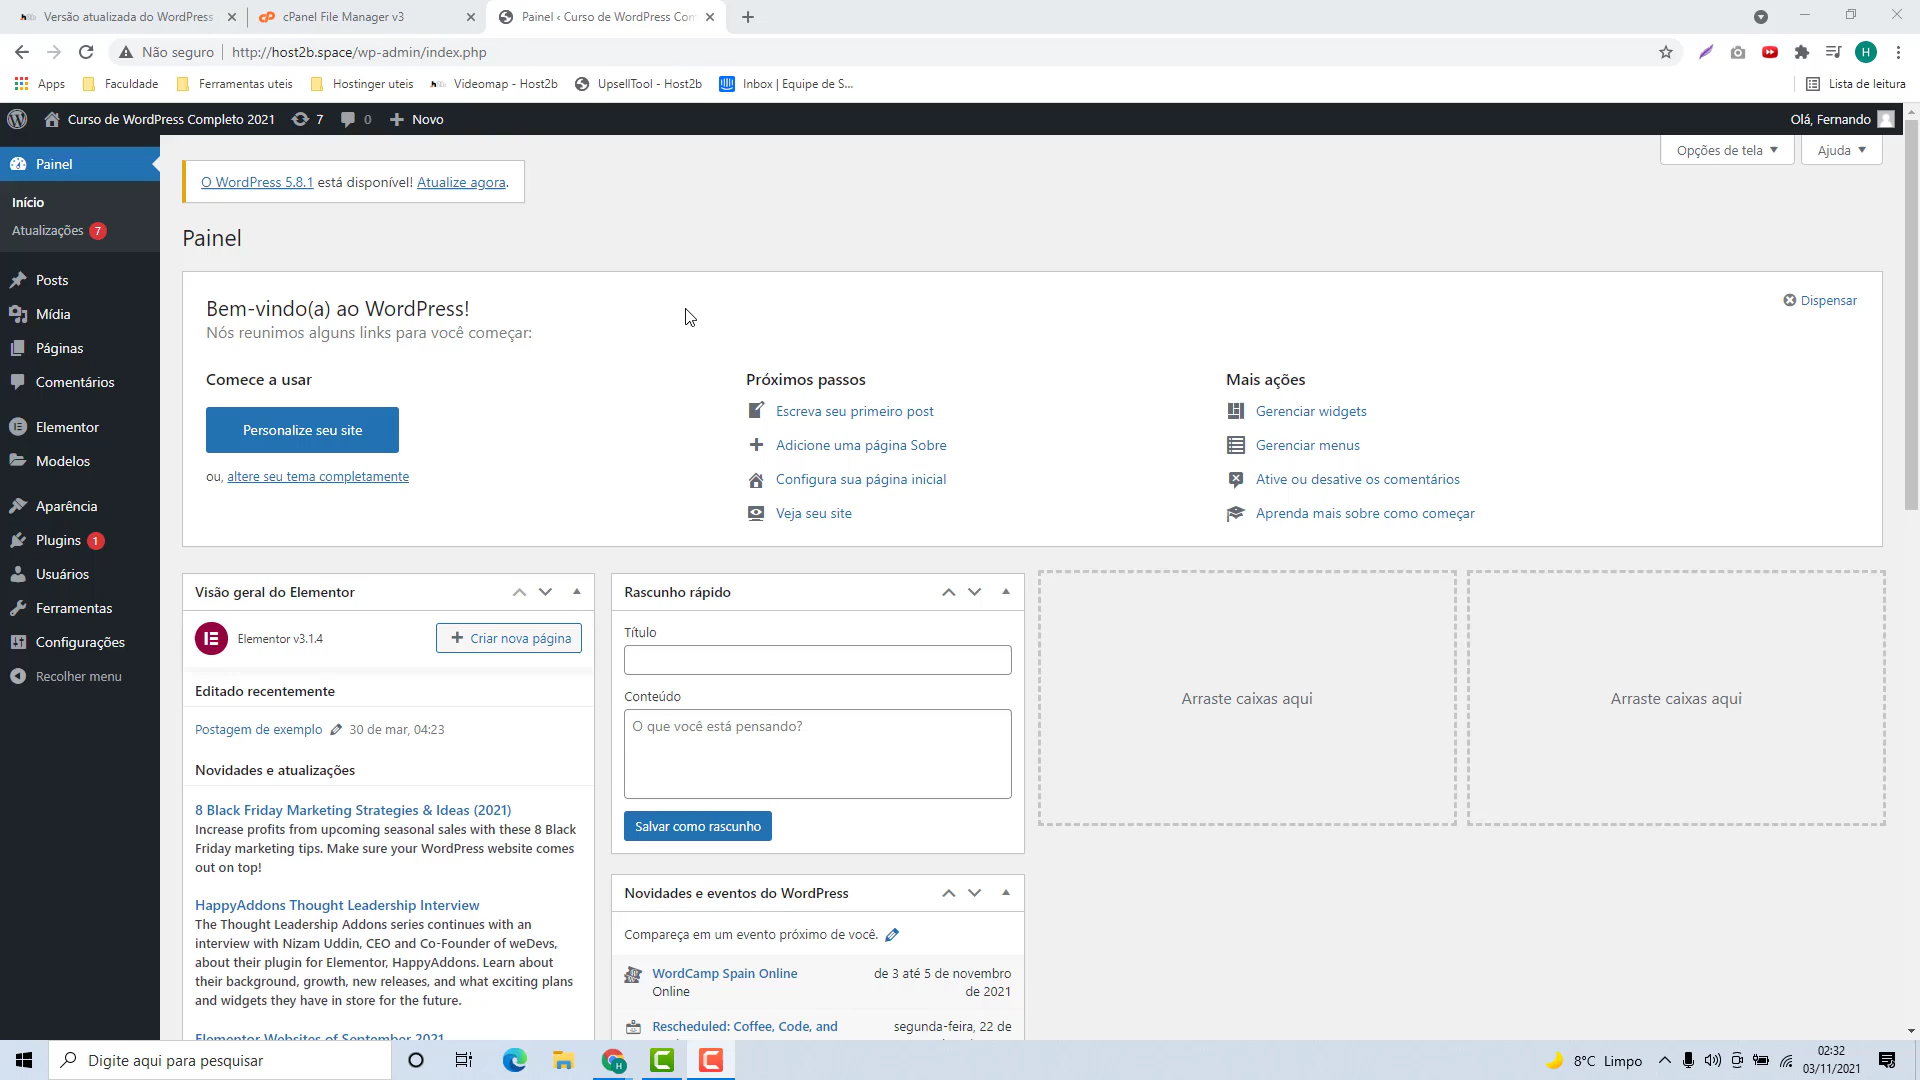 Versão atualizada do WordPress
cPanel File Manager v3
Painel ‹ Curso de WordPress Com
Não seguro
http://host2b.space/wp-admin/index.php
H
Apps
Faculdade
Ferramentas uteis
Hostinger uteis
Videomap - Host2b
UpsellTool - Host2b
Inbox | Equipe de S...
Lista de leitura
Curso de WordPress Completo 2021
7
0
Novo
Olá, Fernando
Painel
Início
Atualizações 7
Posts
Mídia
Páginas
Comentários
Elementor
Modelos
Aparência
Plugins 1
Usuários
Ferramentas
Configurações
Recolher menu
Opções de tela
Ajuda
O WordPress 5.8.1 está disponível! Atualize agora.
Painel
Bem-vindo(a) ao WordPress!
Nós reunimos alguns links para você começar:
Dispensar
Comece a usar
Personalize seu site
ou, altere seu tema completamente
Próximos passos
Escreva seu primeiro post
Adicione uma página Sobre
Configura sua página inicial
Veja seu site
Mais ações
Gerenciar widgets
Gerenciar menus
Ative ou desative os comentários
Aprenda mais sobre como começar
Visão geral do Elementor
Elementor v3.1.4
Criar nova página
Editado recentemente
Postagem de exemplo 30 de mar, 04:23
Novidades e atualizações
8 Black Friday Marketing Strategies & Ideas (2021)
Increase profits from upcoming seasonal sales with these 8 Black
Friday marketing tips. Make sure your WordPress website comes
out on top!
HappyAddons Thought Leadership Interview
The Thought Leadership Addons series continues with an
interview with Nizam Uddin, CEO and Co-Founder of weDevs,
about their plugin for Elementor, HappyAddons. Learn about
their background, growth, new releases, and what exciting plans
and widgets they have in store for the future.
Elementor Websites of September 2021
Rascunho rápido
Título
Conteúdo
O que você está pensando?
Salvar como rascunho
Novidades e eventos do WordPress
Compareça em um evento próximo de você.
WordCamp Spain Online
Online
de 3 até 5 de novembro
de 2021
Rescheduled: Coffee, Code, and
segunda-feira, 22 de
Arraste caixas aqui
Arraste caixas aqui
Digite aqui para pesquisar
8°C Limpo
02:32
03/11/2021